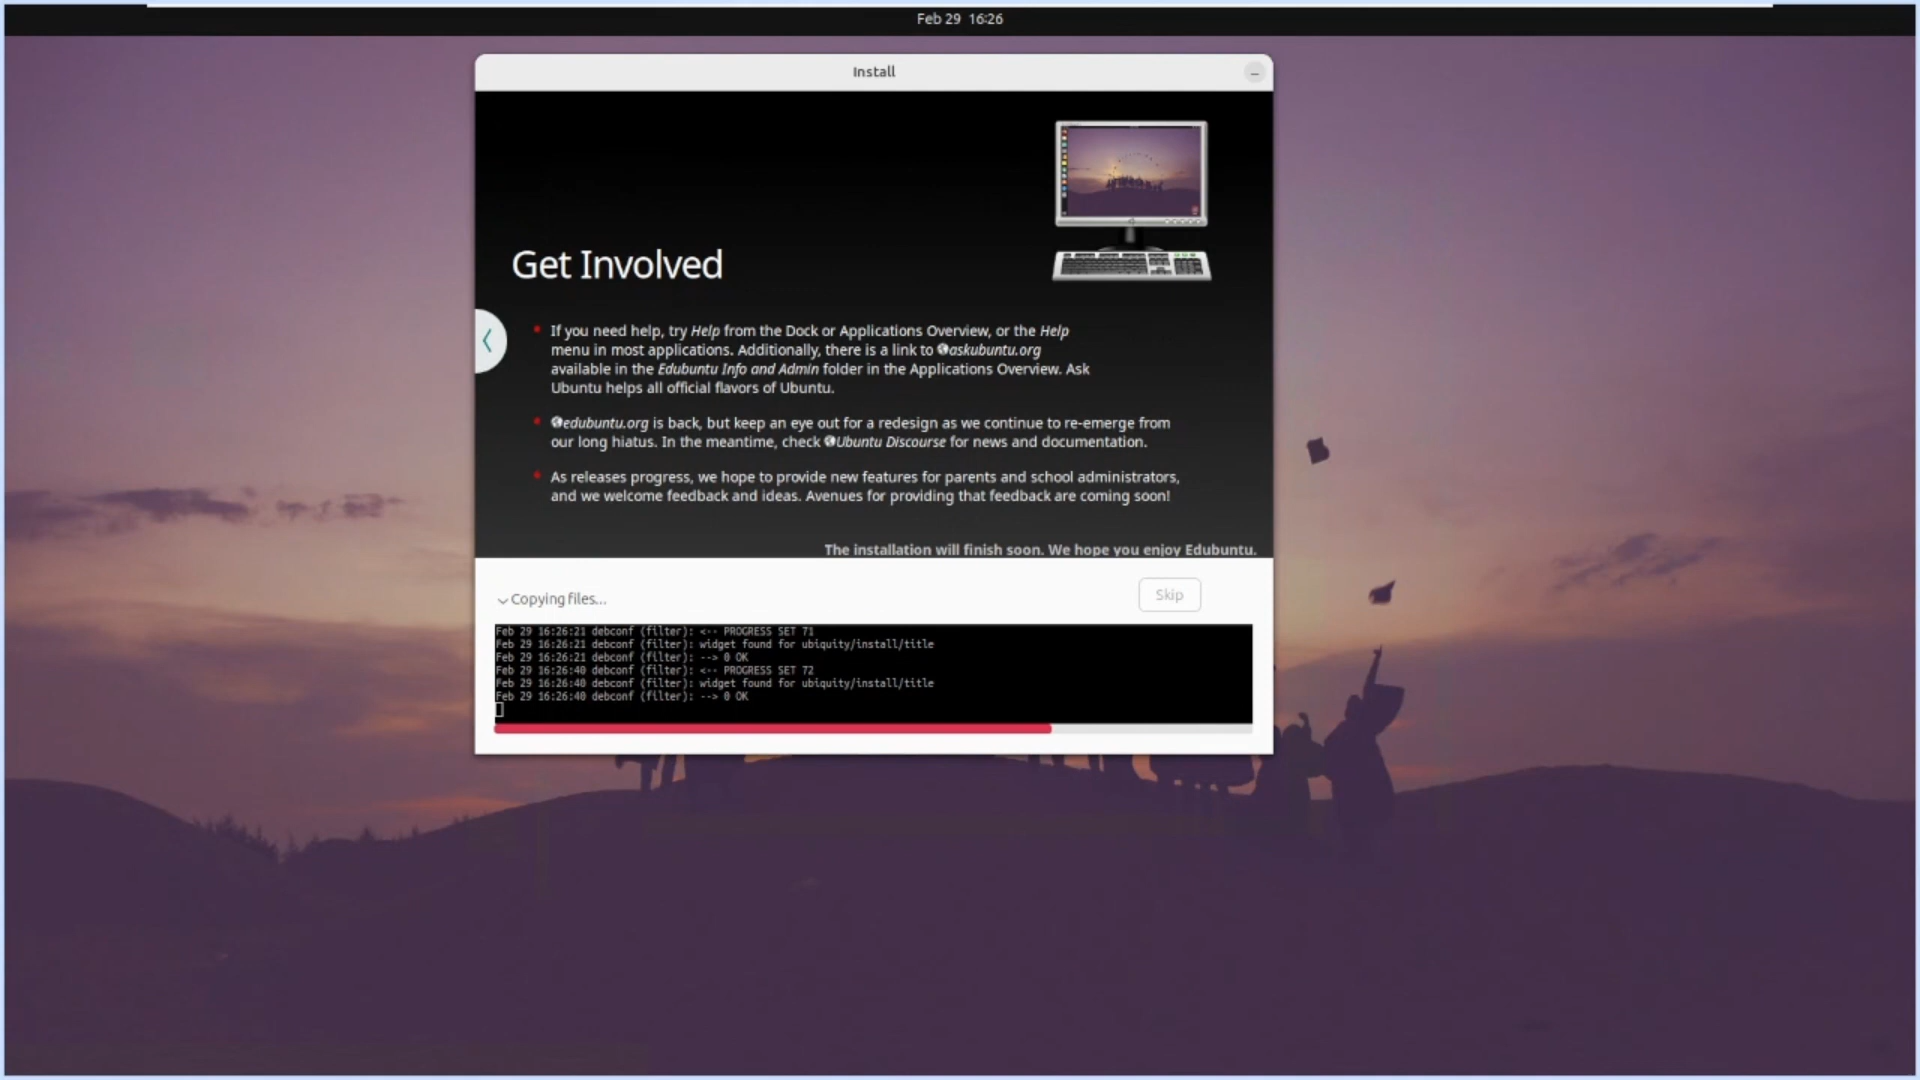 Feb 29 16:26
Install
Get Involved
If you need help, try Help from the Dock or Applications Overview, or the Help
menu in most applications. Additionally, there is a link to askubuntu.org
available in the Edubuntu Info and Admin folder in the Applications Overview. Ask
Ubuntu helps all official flavors of Ubuntu.
edubuntu.org is back, but keep an eye out for a redesign as we continue to re-emerge from
our long hiatus. In the meantime, check Ubuntu Discourse for news and documentation.
As releases progress, we hope to provide new features for parents and school administrators,
and we welcome feedback and ideas. Avenues for providing that feedback are coming soon!
The installation will finish soon. We hope you enjoy Edubuntu.
Copying files...
Skip
Feb 29 16:26:21 debconf (filter): <-- PROGRESS SET 71
Feb 29 16:26:21 debconf (filter): widget found for ubiquity/install/title
Feb 29 16:26:21 debconf (filter): --> 0 OK
Feb 29 16:26:40 debconf (filter): <-- PROGRESS SET 72
Feb 29 16:26:40 debconf (filter): widget found for ubiquity/install/title
Feb 29 16:26:40 debconf (filter): --> 0 OK